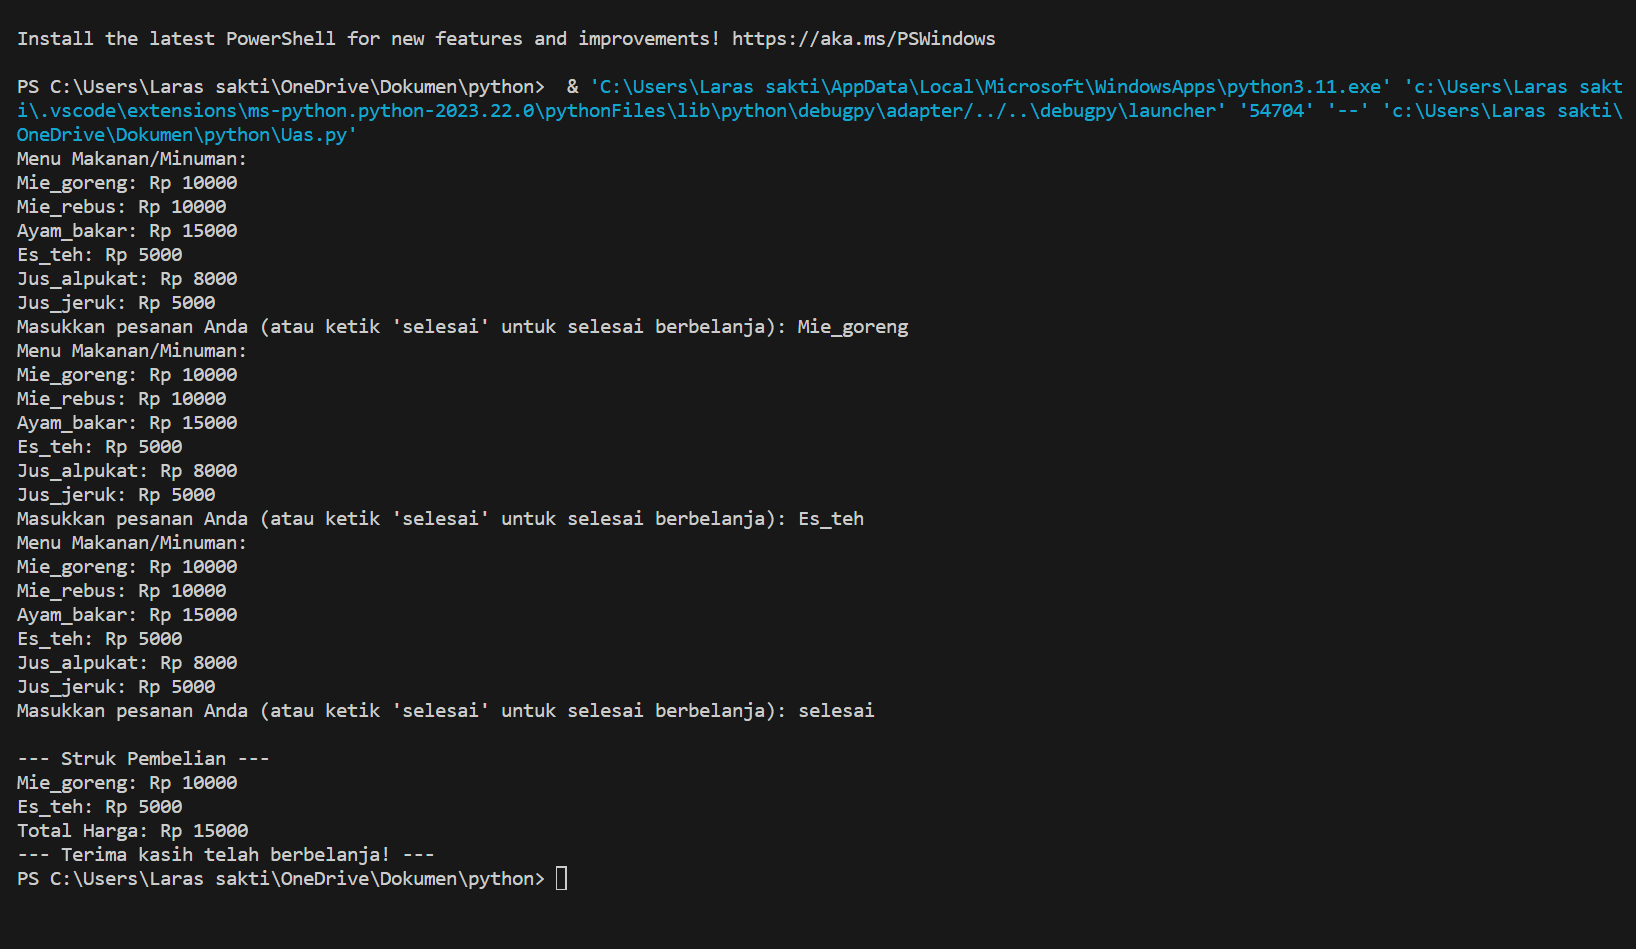 Install the latest PowerShell for new features and improvements! https://aka.ms/PSWindows
PS C:\Users\Laras sakti\OneDrive\Dokumen\python>  & 'C:\Users\Laras sakti\AppData\Local\Microsoft\WindowsApps\python3.11.exe' 'c:\Users\Laras sakt
i\.vscode\extensions\ms-python.python-2023.22.0\pythonFiles\lib\python\debugpy\adapter/../..\debugpy\launcher' '54704' '--' 'c:\Users\Laras sakti\
OneDrive\Dokumen\python\Uas.py'
Menu Makanan/Minuman:
Mie_goreng: Rp 10000
Mie_rebus: Rp 10000
Ayam_bakar: Rp 15000
Es_teh: Rp 5000
Jus_alpukat: Rp 8000
Jus_jeruk: Rp 5000
Masukkan pesanan Anda (atau ketik 'selesai' untuk selesai berbelanja): Mie_goreng
Menu Makanan/Minuman:
Mie_goreng: Rp 10000
Mie_rebus: Rp 10000
Ayam_bakar: Rp 15000
Es_teh: Rp 5000
Jus_alpukat: Rp 8000
Jus_jeruk: Rp 5000
Masukkan pesanan Anda (atau ketik 'selesai' untuk selesai berbelanja): Es_teh
Menu Makanan/Minuman:
Mie_goreng: Rp 10000
Mie_rebus: Rp 10000
Ayam_bakar: Rp 15000
Es_teh: Rp 5000
Jus_alpukat: Rp 8000
Jus_jeruk: Rp 5000
Masukkan pesanan Anda (atau ketik 'selesai' untuk selesai berbelanja): selesai
--- Struk Pembelian ---
Mie_goreng: Rp 10000
Es_teh: Rp 5000
Total Harga: Rp 15000
--- Terima kasih telah berbelanja! ---
PS C:\Users\Laras sakti\OneDrive\Dokumen\python>